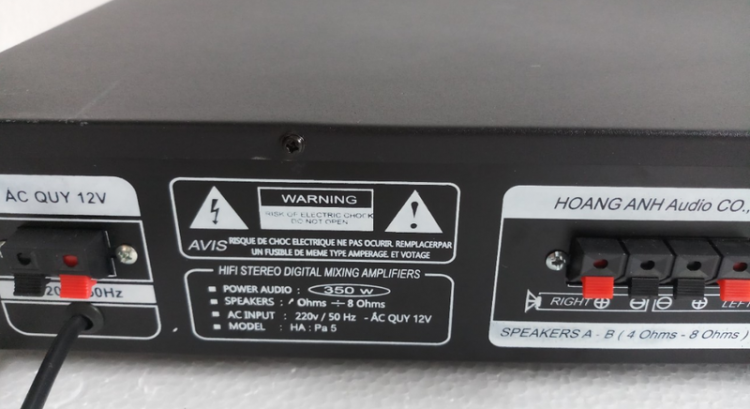 ÁC QUY 12V
WARNING
RISK OF ELECTRIC CHOCK
DO NOT OPEN
AVIS RISQUE DE CHOC ELECTRIQUE NE PAS OCURIR. REMPLACERPAR
UN FUSIBLE DE MEME TYPE AMPERAGE. ET VOTAGE
HIFI STEREO DIGITAL MIXING AMPLIFIERS
POWER AUDIO : 350 W
SPEAKERS : Ohms ÷ 8 Ohms
AC INPUT : 220v / 50 Hz - ÁC QUY 12V
MODEL : HA : Pa 5
HOANG ANH Audio CO.,
RIGHT ⊕ ⊖ ⊖ ⊕ LEFT
SPEAKERS A - B ( 4 Ohms - 8 Ohms )